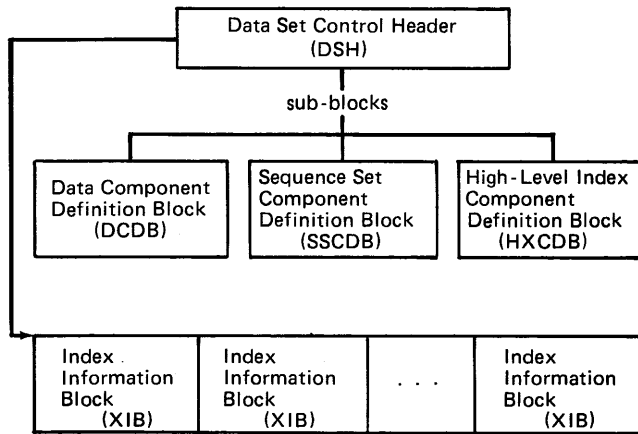 Data Set Control Header
(DSH)
sub-blocks
Data Component
Definition Block
(DCDB)
Sequence Set
Component
Definition Block
(SSCDB)
High-Level Index
Component
Definition Block
(HXCDB)
Index
Information
Block
(XIB)
Index
Information
Block
(XIB)
. . .
Index
Information
Block
(XIB)